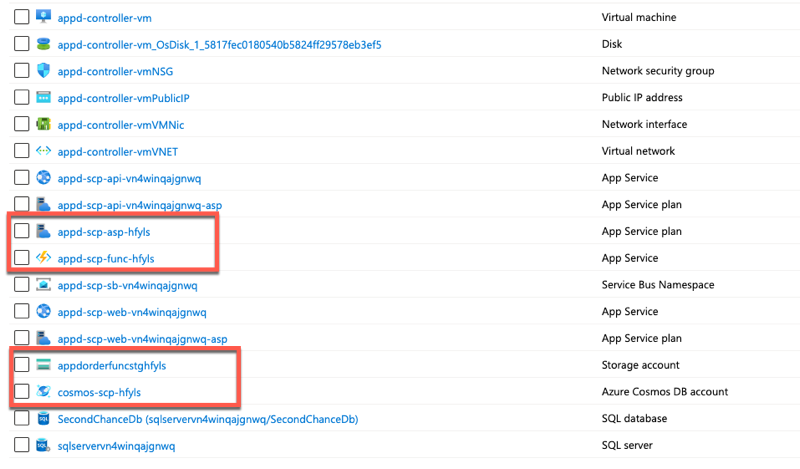 appd-controller-vm Virtual machine
appd-controller-vm_OsDisk_1_5817fec0180540b5824ff29578eb3ef5 Disk
appd-controller-vmNSG Network security group
appd-controller-vmPublicIP Public IP address
appd-controller-vmVMNic Network interface
appd-controller-vmVNET Virtual network
appd-scp-api-vn4winqajgnwq App Service
appd-scp-api-vn4winqajgnwq-asp App Service plan
appd-scp-asp-hfyls App Service plan
appd-scp-func-hfyls App Service
appd-scp-sb-vn4winqajgnwq Service Bus Namespace
appd-scp-web-vn4winqajgnwq App Service
appd-scp-web-vn4winqajgnwq-asp App Service plan
appdorderfuncstghfyls Storage account
cosmos-scp-hfyls Azure Cosmos DB account
SecondChanceDb (sqlservervn4winqajgnwq/SecondChanceDb) SQL database
sqlservervn4winqajgnwq SQL server